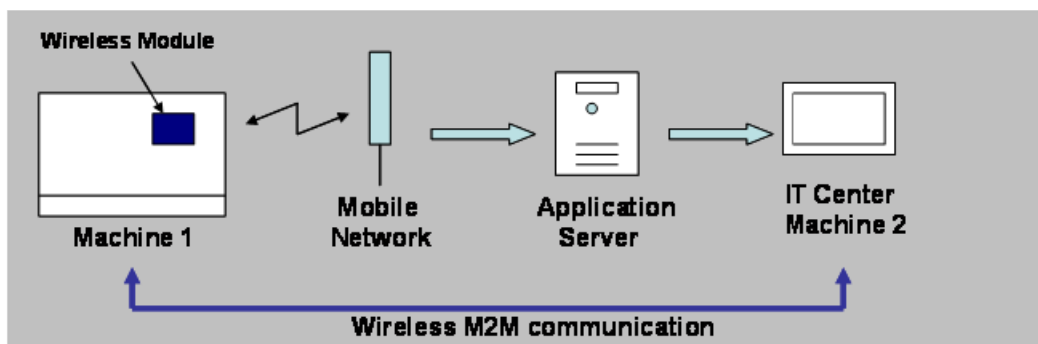 Wireless Module
Machine 1
Mobile
Network
Application
Server
IT Center
Machine 2
Wireless M2M communication